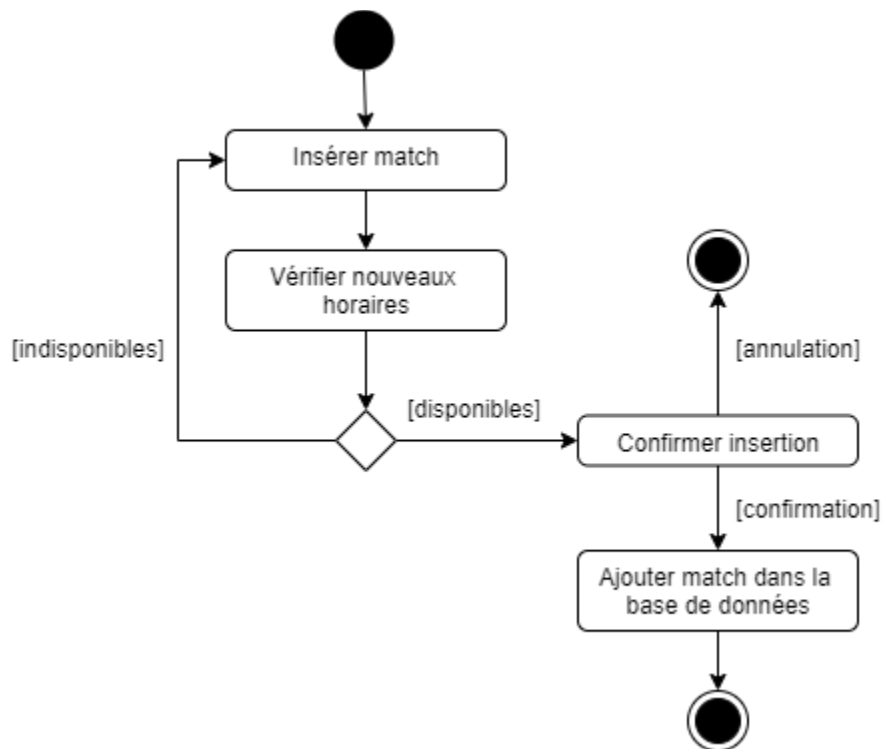 Insérer match
Vérifier nouveaux
horaires
[indisponibles]
[annulation]
[disponibles]
Confirmer insertion
[confirmation]
Ajouter match dans la
base de données